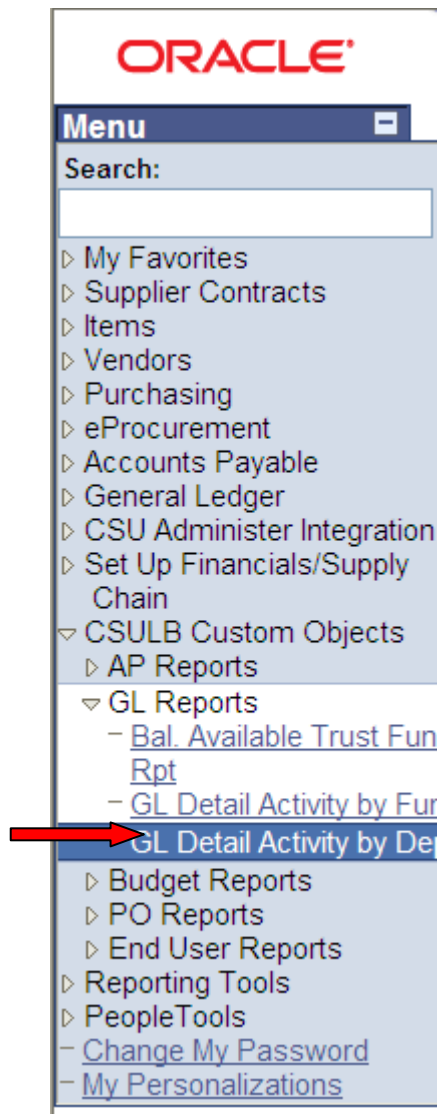 ORACLE
Menu
Search:
My Favorites
Supplier Contracts
Items
Vendors
Purchasing
eProcurement
Accounts Payable
General Ledger
CSU Administer Integration
Set Up Financials/Supply
Chain
CSULB Custom Objects
AP Reports
GL Reports
Bal. Available Trust Fun
Rpt
GL Detail Activity by Fun
GL Detail Activity by Dep
Budget Reports
PO Reports
End User Reports
Reporting Tools
PeopleTools
Change My Password
My Personalizations